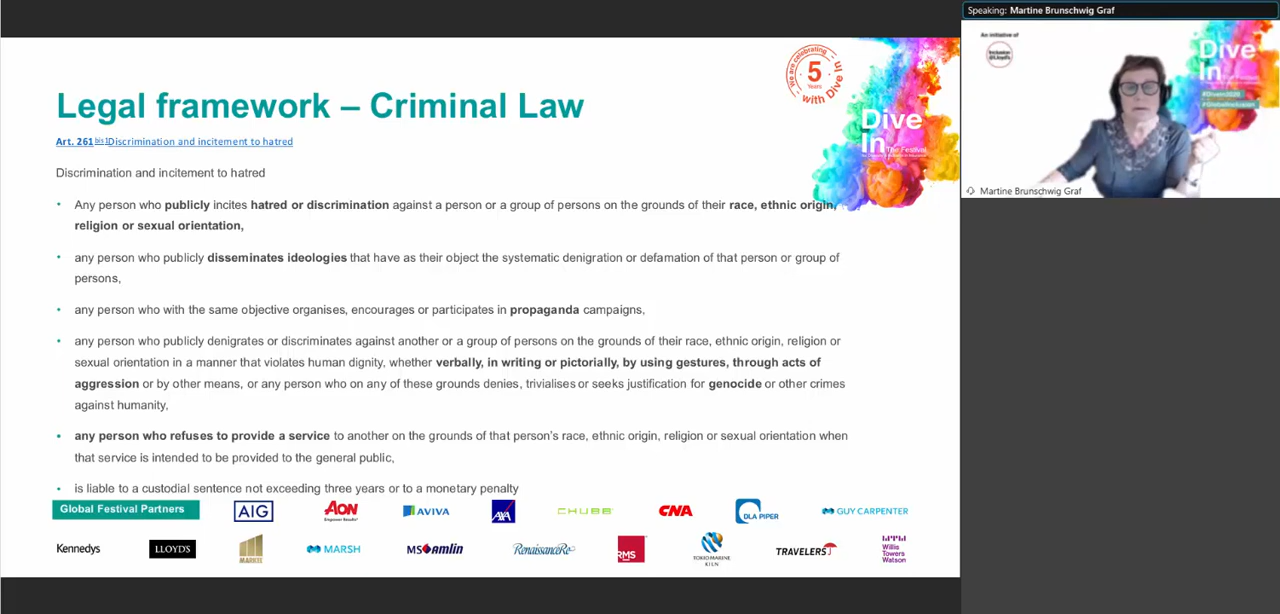 Speaking: Martine Brunschwig Graf
An initiative of
Dive
In The Festival
#DiveIn2020
Martine Brunschwig Graf
We are celebrating
5
Years
with Dive In
Dive
In The Festival
Legal framework – Criminal Law
Art. 261bis1Discrimination and incitement to hatred
Discrimination and incitement to hatred
• Any person who publicly incites hatred or discrimination against a person or a group of persons on the grounds of their race, ethnic origin,
religion or sexual orientation,
• any person who publicly disseminates ideologies that have as their object the systematic denigration or defamation of that person or group of
persons,
• any person who with the same objective organises, encourages or participates in propaganda campaigns,
• any person who publicly denigrates or discriminates against another or a group of persons on the grounds of their race, ethnic origin, religion or
sexual orientation in a manner that violates human dignity, whether verbally, in writing or pictorially, by using gestures, through acts of
aggression or by other means, or any person who on any of these grounds denies, trivialises or seeks justification for genocide or other crimes
against humanity,
• any person who refuses to provide a service to another on the grounds of that person's race, ethnic origin, religion or sexual orientation when
that service is intended to be provided to the general public,
• is liable to a custodial sentence not exceeding three years or to a monetary penalty
Global Festival Partners
AIG
AON
Empower Results®
AVIVA
AXA
CHUBB
CNA
DLA PIPER
GUY CARPENTER
Kennedys
LLOYD'S
MARKEL
MARSH
MS Amlin
RenaissanceRe
RMS
TOKIO MARINE
KILN
TRAVELERS
Willis
Towers
Watson